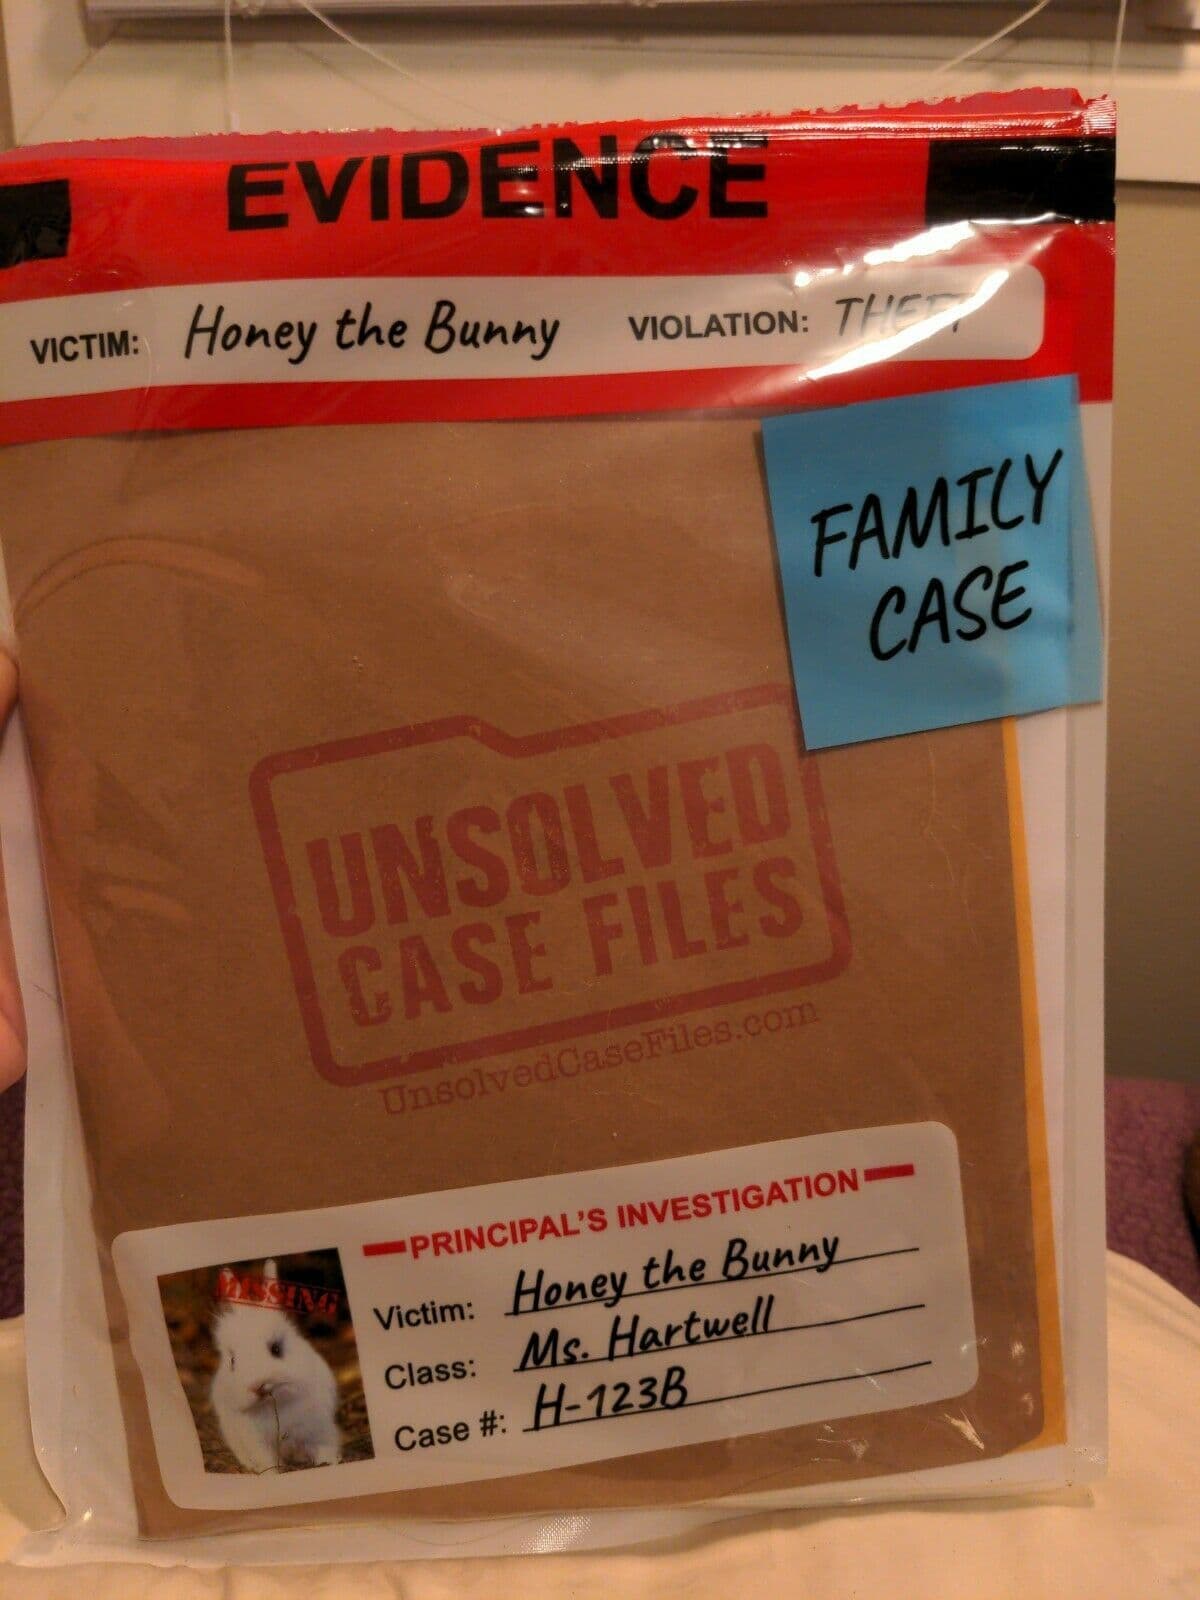 EVIDENCE
VICTIM: Honey the Bunny VIOLATION: THEFT
FAMILY
CASE
UNSOLVED
CASE FILES
UnsolvedCaseFiles.com
PRINCIPAL'S INVESTIGATION
MISSING
Victim: Honey the Bunny
Class: Ms. Hartwell
Case #: H-123B